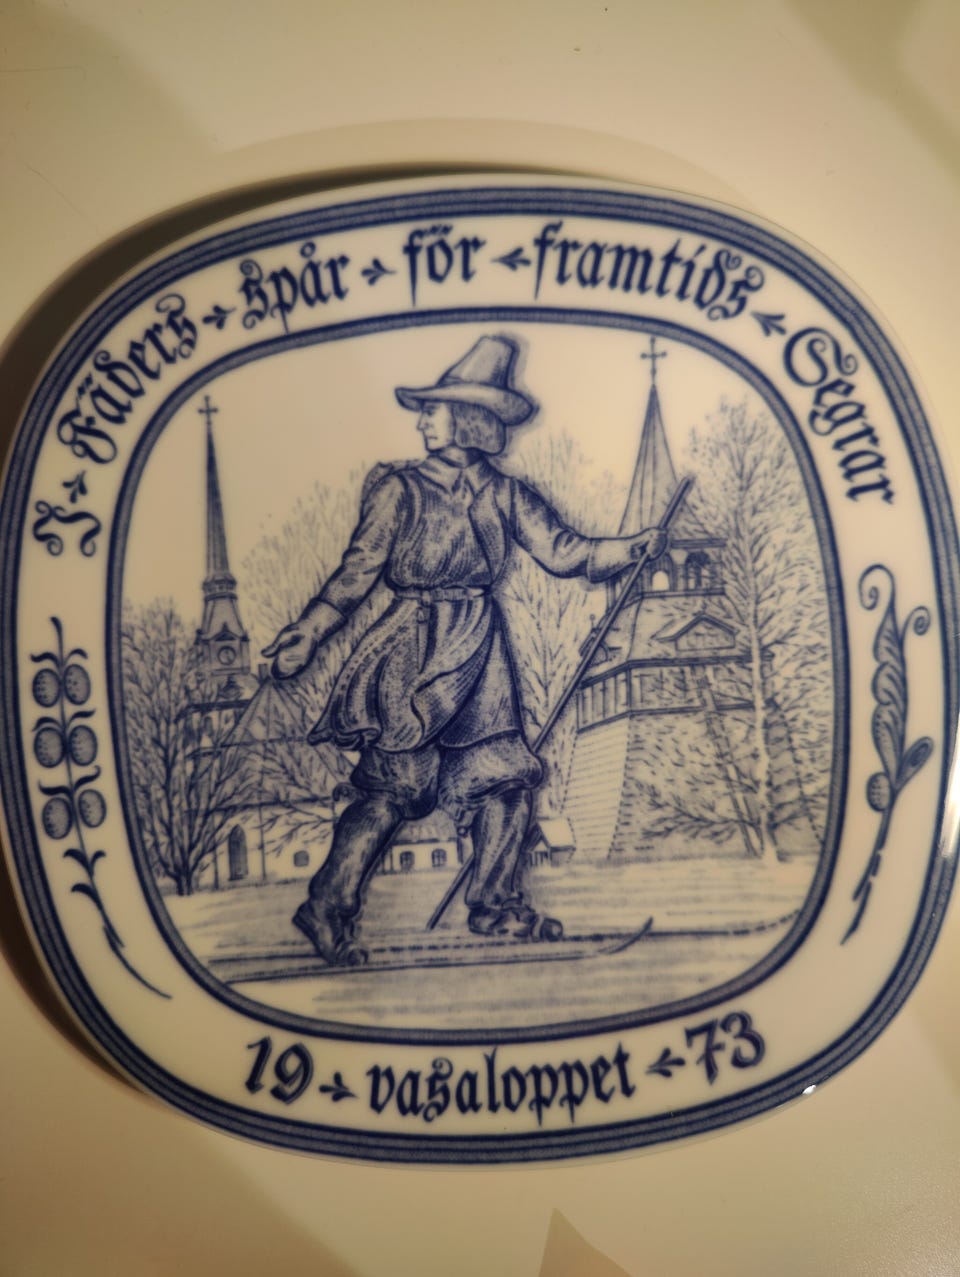 I Fäders spår för framtids Segrar
19 vasaloppet 73